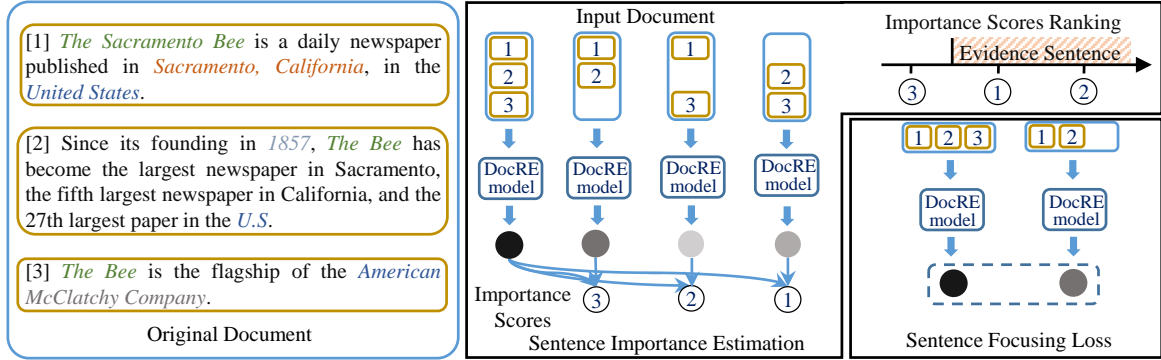 [1] The Sacramento Bee is a daily newspaper
published in Sacramento, California, in the
United States.
[2] Since its founding in 1857, The Bee has
become the largest newspaper in Sacramento,
the fifth largest newspaper in California, and the
27th largest paper in the U.S.
[3] The Bee is the flagship of the American
McClatchy Company.
Original Document
Input Document
1 1 1
2 2 2
3 3 3
DocRE model
DocRE model
DocRE model
DocRE model
Importance
Scores
3 2 1
Sentence Importance Estimation
Importance Scores Ranking
Evidence Sentence
3 1 2
1 2 3
1 2
DocRE model
DocRE model
Sentence Focusing Loss